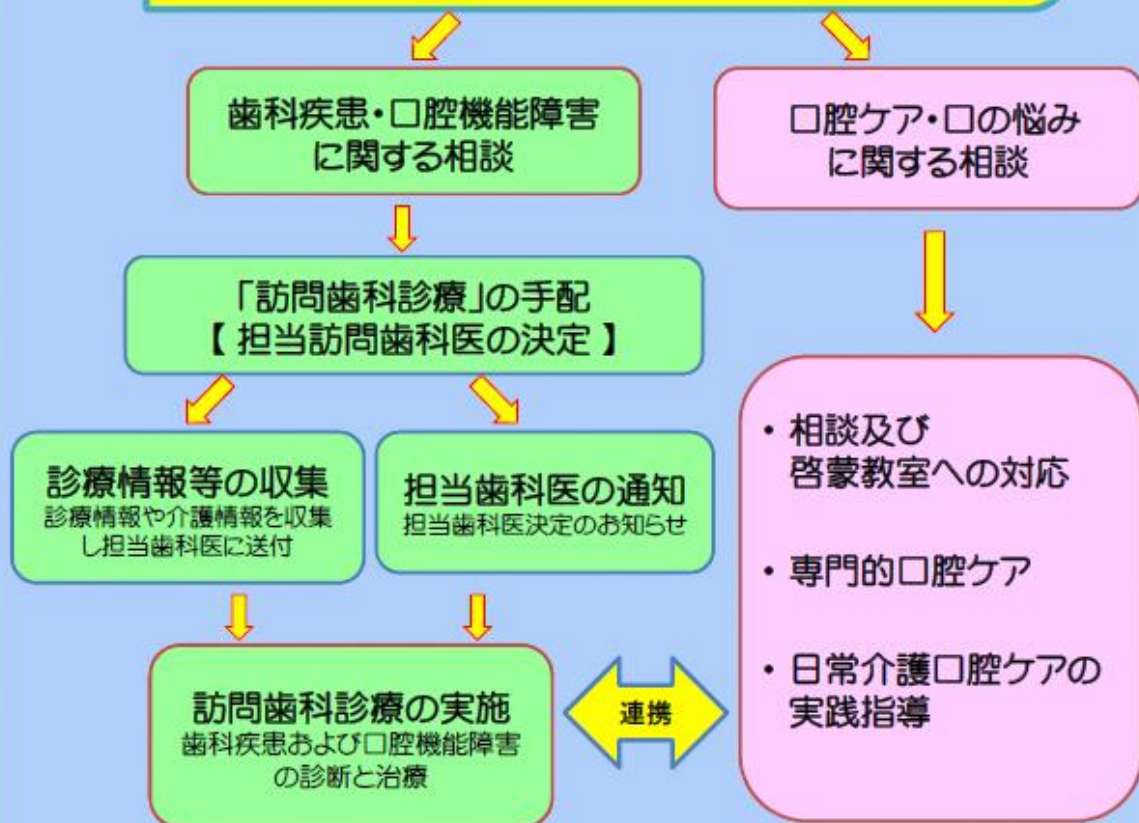 歯科疾患・口腔機能障害
に関する相談
口腔ケア・口の悩み
に関する相談
「訪問歯科診療」の手配
【 担当訪問歯科医の決定 】
診療情報等の収集
診療情報や介護情報を収集
し担当歯科医に送付
担当歯科医の通知
担当歯科医決定のお知らせ
・ 相談及び
啓蒙教室への対応
・ 専門的口腔ケア
・ 日常介護口腔ケアの
実践指導
訪問歯科診療の実施
歯科疾患および口腔機能障害
の診断と治療
連携